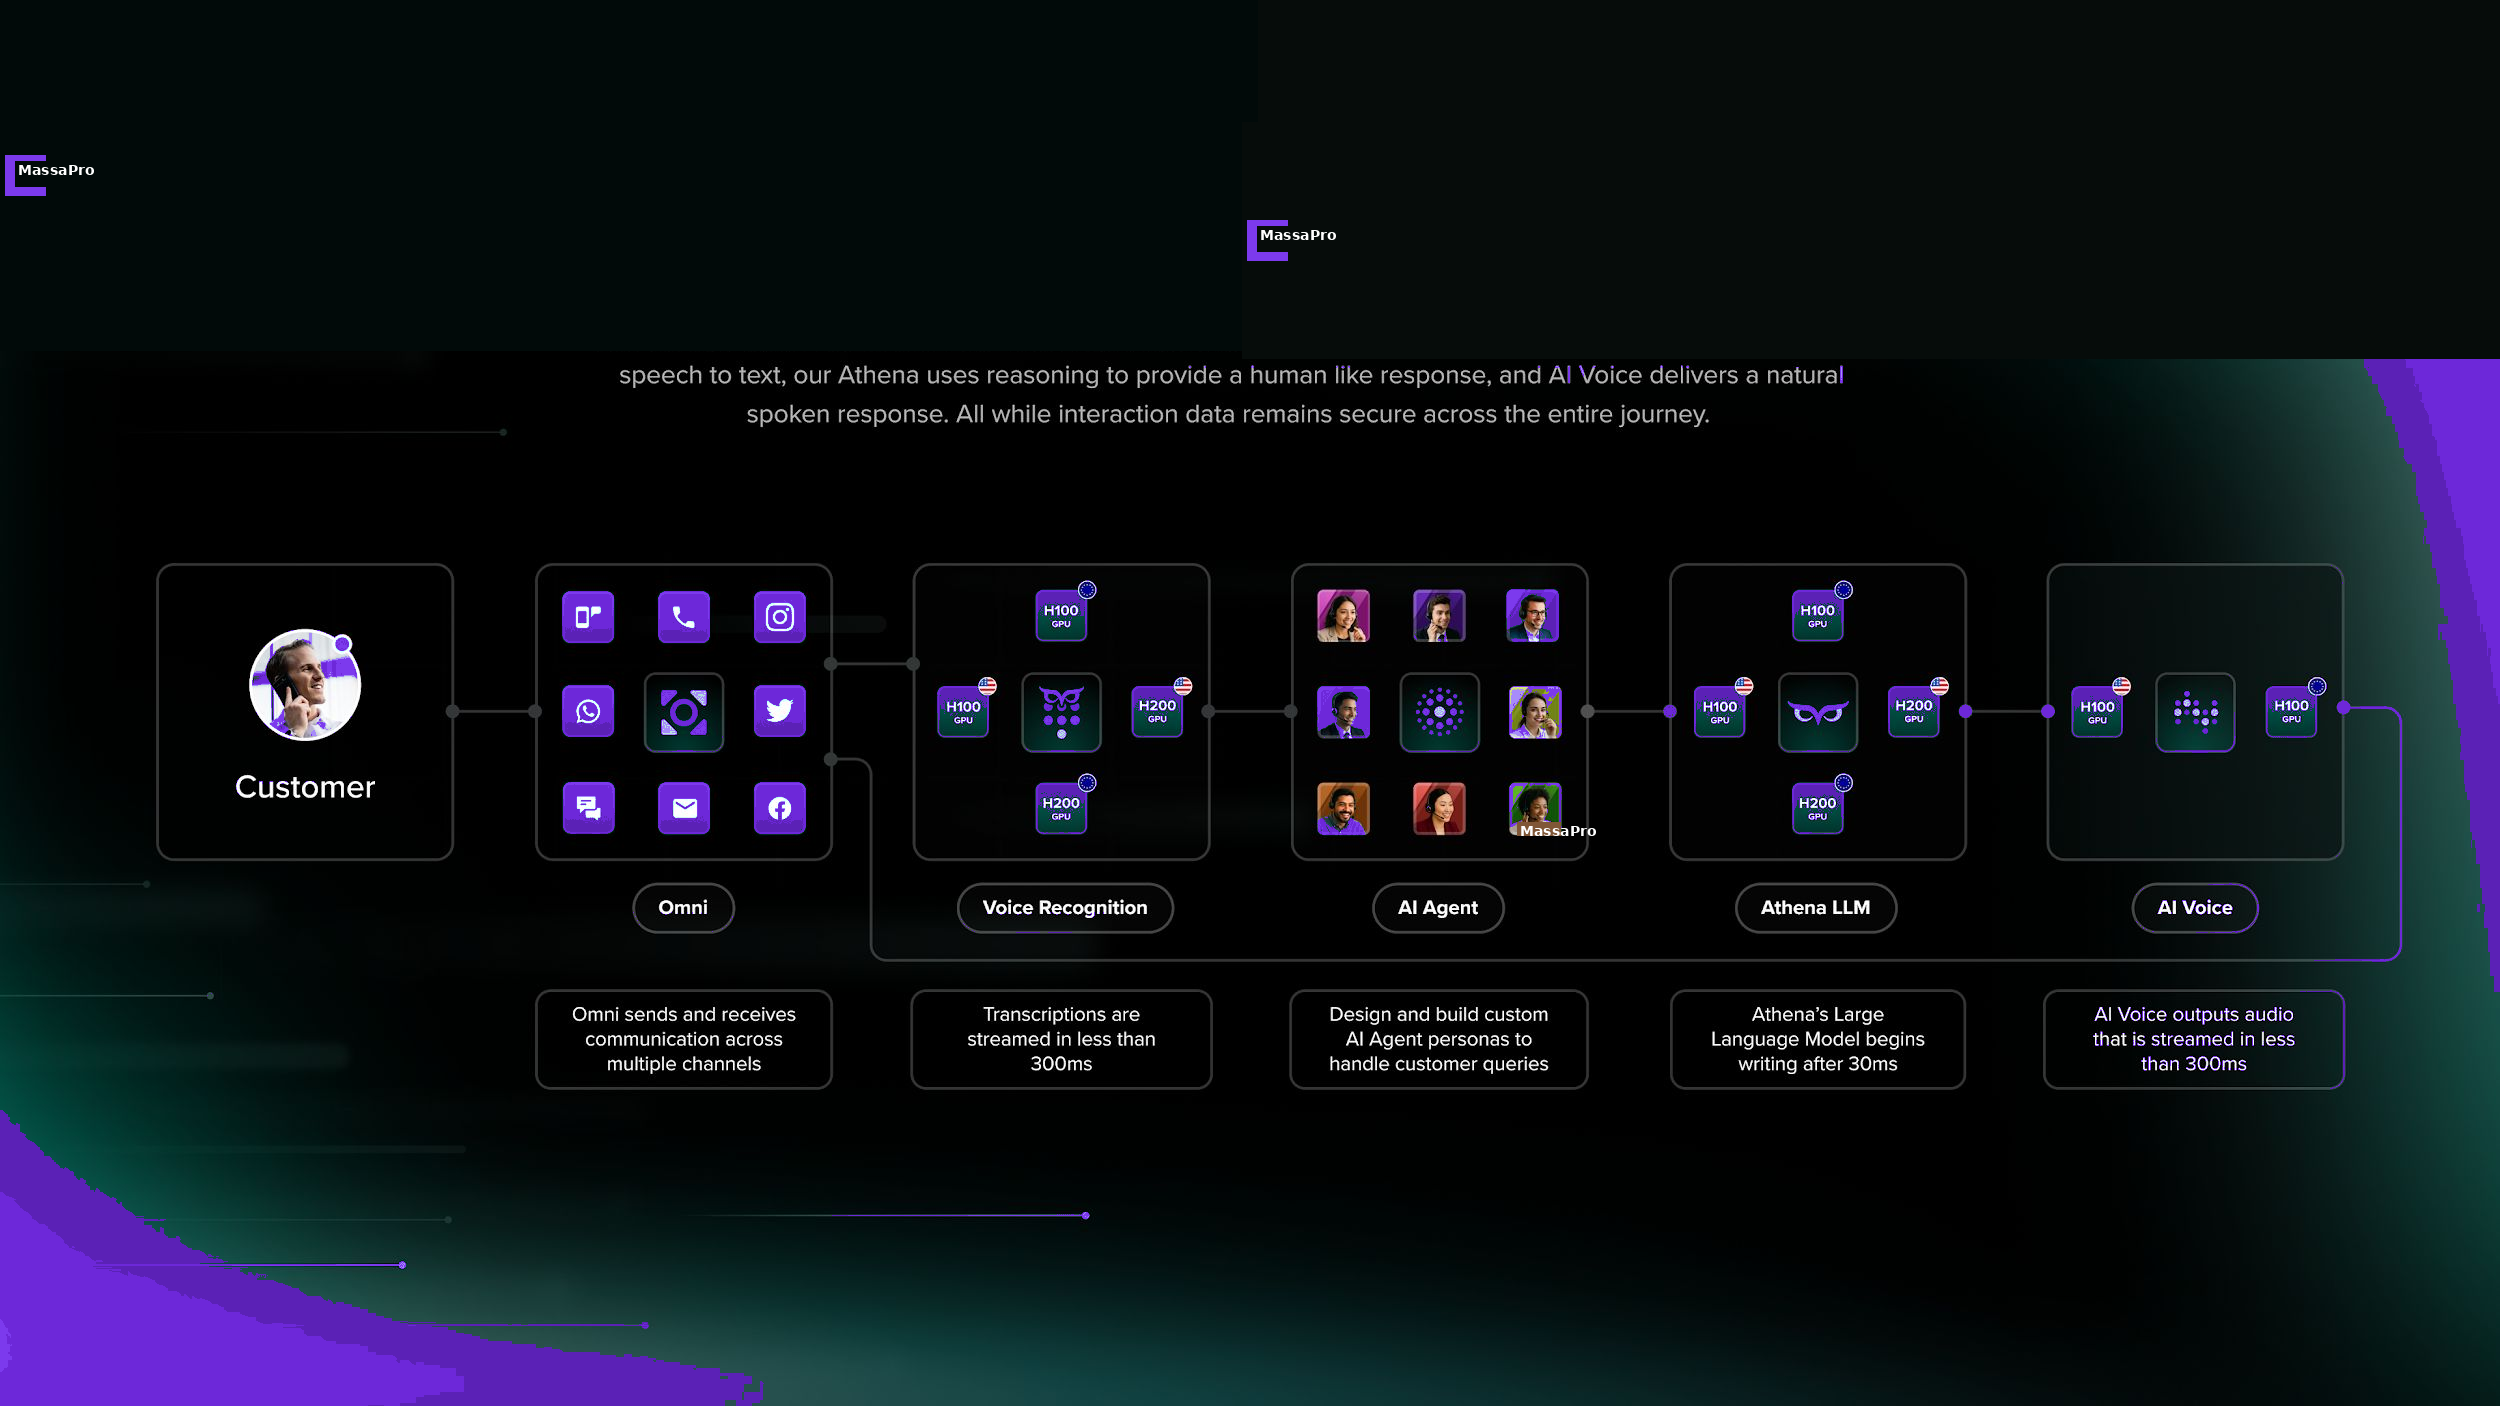 MassaPro
MassaPro
speech to text, our Athena uses reasoning to provide a human like response, and AI Voice delivers a natural
spoken response. All while interaction data remains secure across the entire journey.
Customer
H100
GPU
H100
GPU
H200
GPU
H200
GPU
MassaPro
H100
GPU
H100
GPU
H200
GPU
H200
GPU
H100
GPU
H100
GPU
Omni
Voice Recognition
AI Agent
Athena LLM
AI Voice
Omni sends and receives
communication across
multiple channels
Transcriptions are
streamed in less than
300ms
Design and build custom
AI Agent personas to
handle customer queries
Athena's Large
Language Model begins
writing after 30ms
AI Voice outputs audio
that is streamed in less
than 300ms